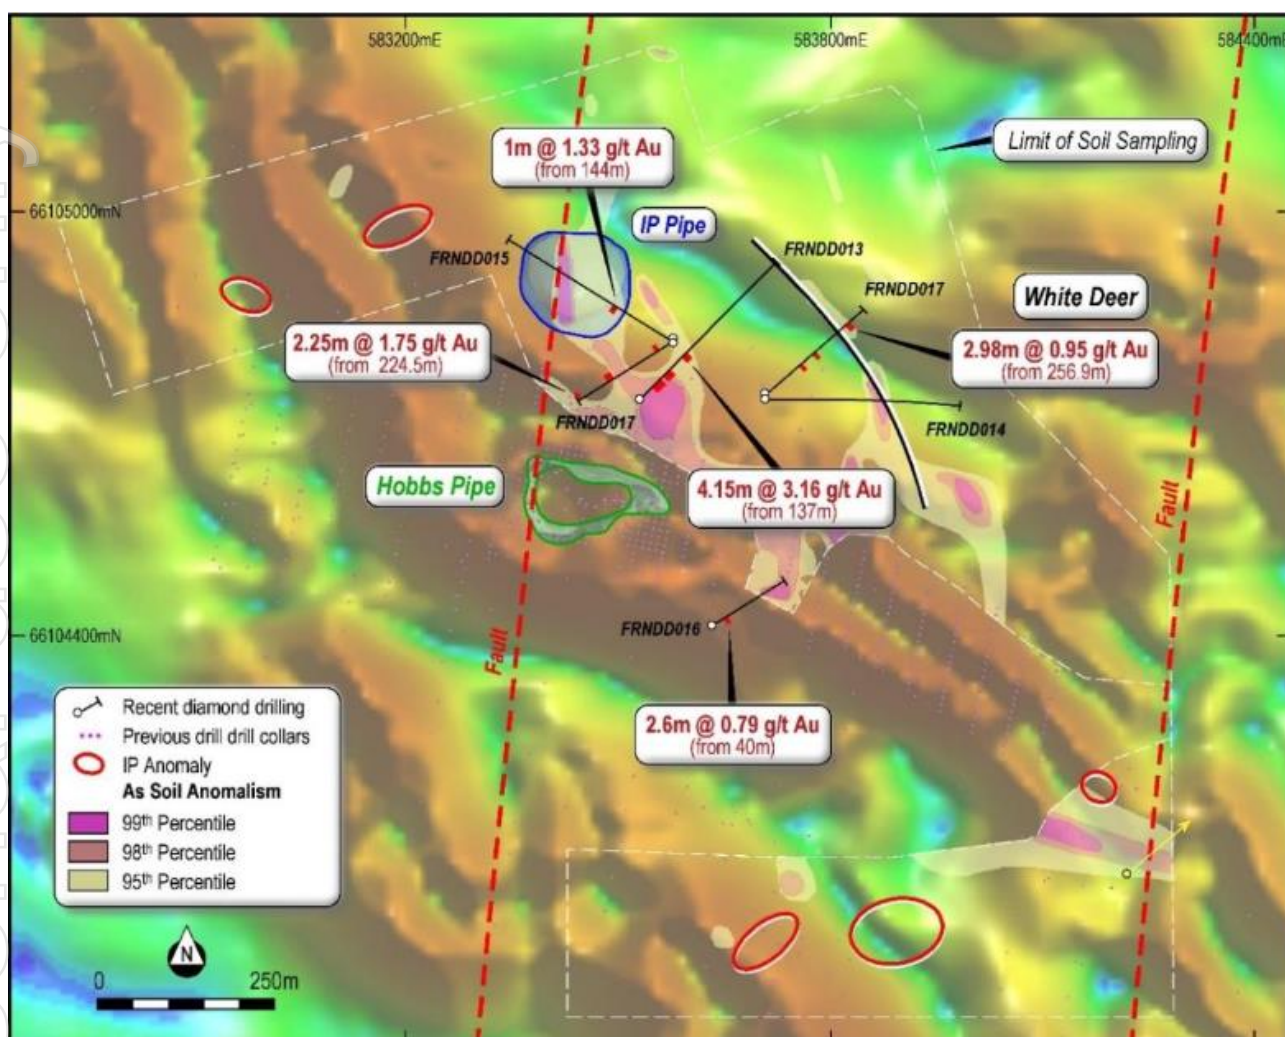 583200mE
583800mE
584400mE
Limit of Soil Sampling
1m @ 1.33 g/t Au
(from 144m)
66105000mN
IP Pipe
FRNDD015
FRNDD013
FRNDD017
White Deer
2.25m @ 1.75 g/t Au
(from 224.5m)
2.98m @ 0.95 g/t Au
(from 256.9m)
FRNDD017
FRNDD014
Hobbs Pipe
4.15m @ 3.16 g/t Au
(from 137m)
Fault
FRNDD016
66104400mN
Fault
2.6m @ 0.79 g/t Au
(from 40m)
Recent diamond drilling
Previous drill drill collars
IP Anomaly
As Soil Anomalism
99th Percentile
98th Percentile
95th Percentile
N
0 250m